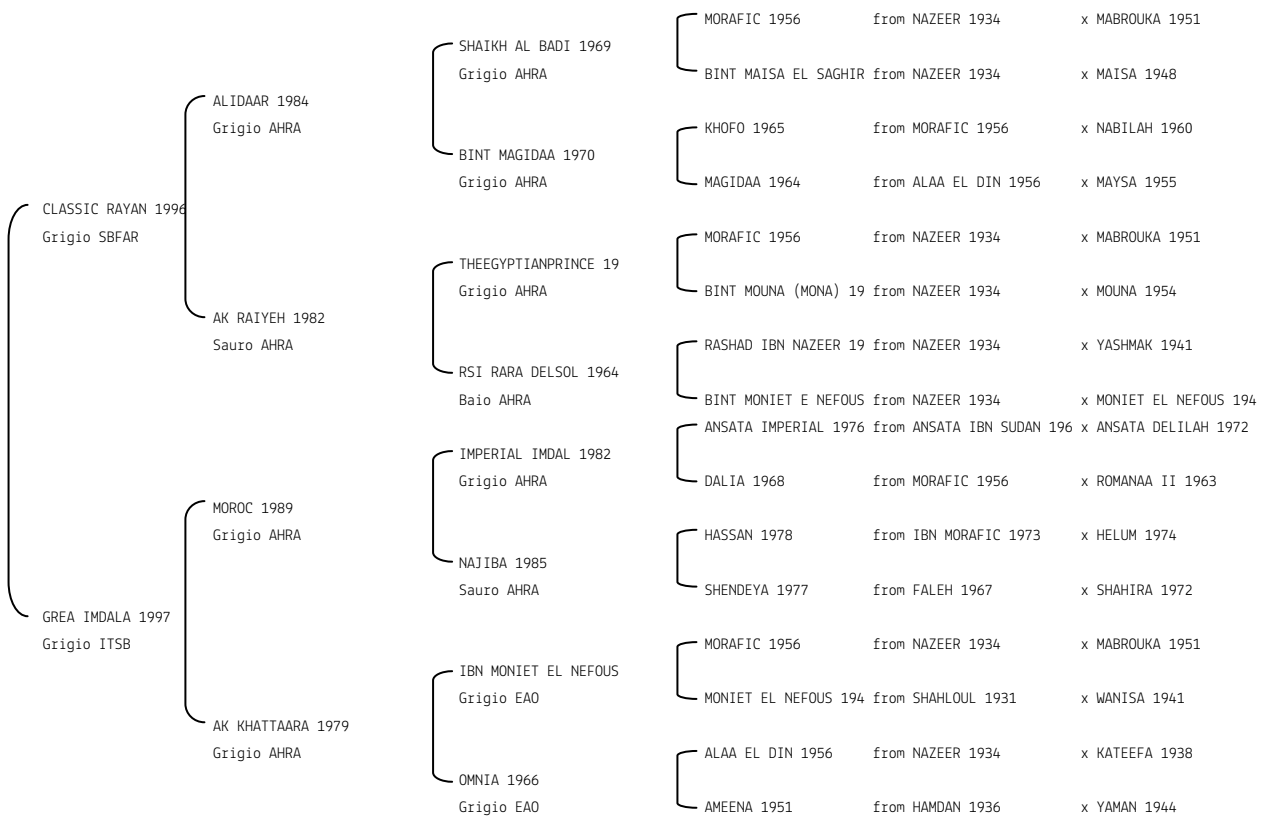 MORAFIC 1956 from NAZEER 1934 x MABROUKA 1951
SHAIKH AL BADI 1969
Grigio AHRA
BINT MAISA EL SAGHIR from NAZEER 1934 x MAISA 1948
ALIDAAR 1984
Grigio AHRA
KHOFO 1965 from MORAFIC 1956 x NABILAH 1960
BINT MAGIDAA 1970
Grigio AHRA
MAGIDAA 1964 from ALAA EL DIN 1956 x MAYSA 1955
CLASSIC RAYAN 1996
Grigio SBFAR
MORAFIC 1956 from NAZEER 1934 x MABROUKA 1951
THEEGYPTIANPRINCE 19
Grigio AHRA
BINT MOUNA (MONA) 19 from NAZEER 1934 x MOUNA 1954
AK RAIYEH 1982
Sauro AHRA
RASHAD IBN NAZEER 19 from NAZEER 1934 x YASHMAK 1941
RSI RARA DELSOL 1964
Baio AHRA
BINT MONIET E NEFOUS from NAZEER 1934 x MONIET EL NEFOUS 194
ANSATA IMPERIAL 1976 from ANSATA IBN SUDAN 196 x ANSATA DELILAH 1972
IMPERIAL IMDAL 1982
Grigio AHRA
DALIA 1968 from MORAFIC 1956 x ROMANAA II 1963
MOROC 1989
Grigio AHRA
HASSAN 1978 from IBN MORAFIC 1973 x HELUM 1974
NAJIBA 1985
Sauro AHRA
SHENDEYA 1977 from FALEH 1967 x SHAHIRA 1972
GREA IMDALA 1997
Grigio ITSB
MORAFIC 1956 from NAZEER 1934 x MABROUKA 1951
IBN MONIET EL NEFOUS
Grigio EAO
MONIET EL NEFOUS 194 from SHAHLOUL 1931 x WANISA 1941
AK KHATTAARA 1979
Grigio AHRA
ALAA EL DIN 1956 from NAZEER 1934 x KATEEFA 1938
OMNIA 1966
Grigio EAO
AMEENA 1951 from HAMDAN 1936 x YAMAN 1944